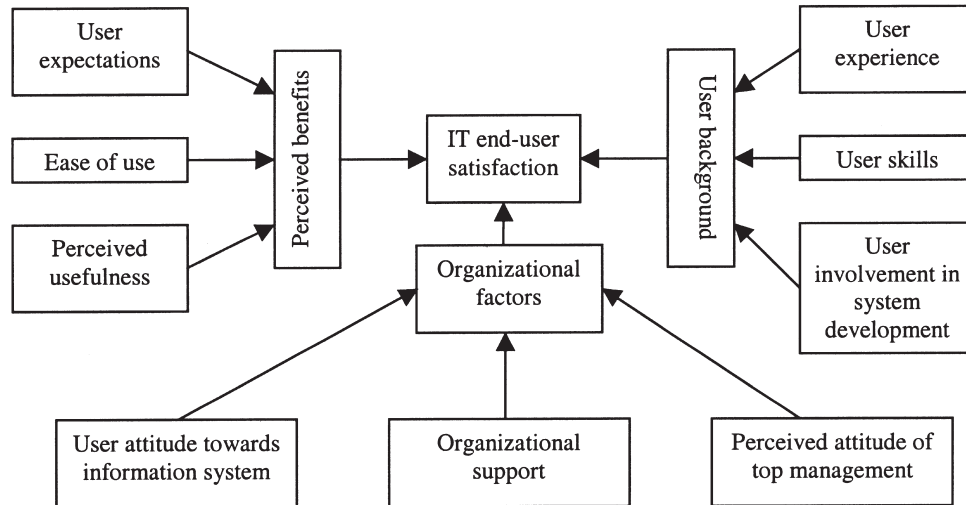 User
expectations
Ease of use
Perceived
usefulness
Perceived benefits
IT end-user
satisfaction
User background
User
experience
User skills
User
involvement in
system
development
Organizational
factors
User attitude towards
information system
Organizational
support
Perceived attitude of
top management